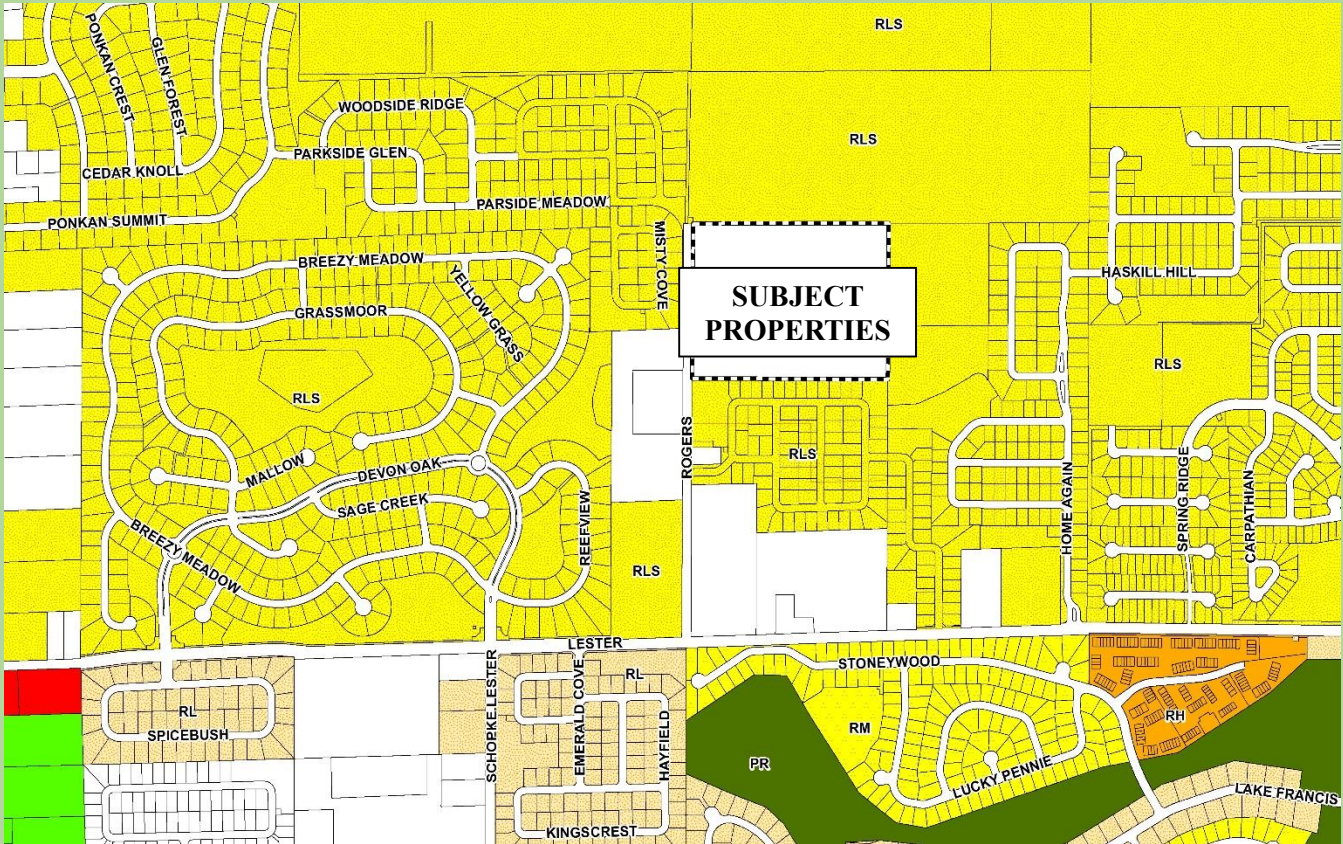 RLS
PONKAN CREST
GLEN FOREST
WOODSIDE RIDGE
RLS
PARKSIDE GLEN
CEDAR KNOLL
PARSIDE MEADOW
PONKAN SUMMIT
MISTY COVE
BREEZY MEADOW
YELLOW GRASS
HASKILL HILL
SUBJECT
PROPERTIES
GRASSMOOR
RLS
RLS
ROGERS
RLS
MALLOW
DEVON OAK
SAGE CREEK
REEFVIEW
HOME AGAIN
SPRING RIDGE
CARPATHIAN
BREEZY MEADOW
RLS
LESTER
STONEYWOOD
SCHOPKE LESTER
EMERALD COVE
RL
HAYFIELD
RL
SPICEBUSH
RM
RH
PR
LUCKY PENNIE
LAKE FRANCIS
KINGSCREST